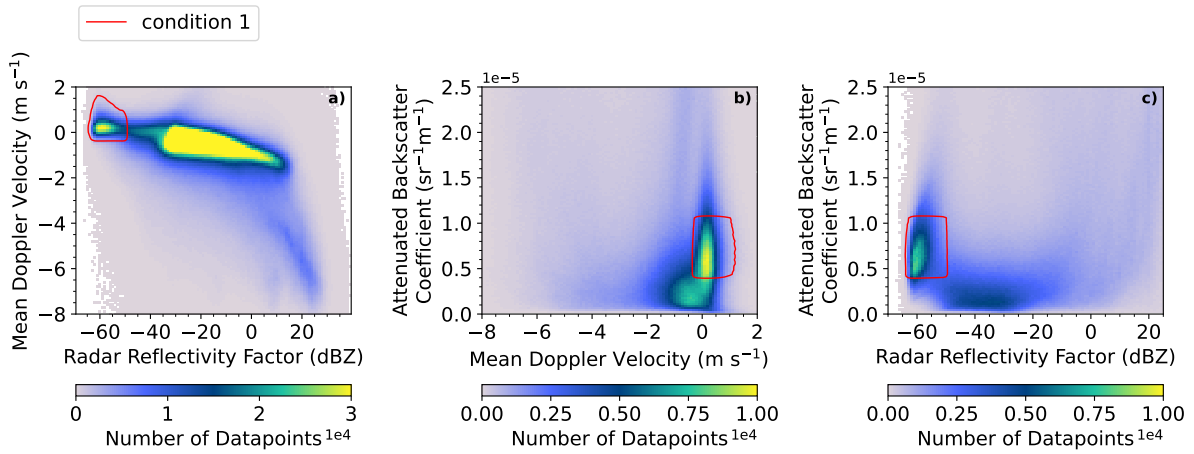 condition 1
Mean Doppler Velocity (m s⁻¹)
2
0
−2
−4
−6
−8
a)
−60 −40 −20 0 20
Radar Reflectivity Factor (dBZ)
0 1 2 3
Number of Datapoints 1e4
Attenuated Backscatter
Coefficient (sr⁻¹m⁻¹)
1e-5
2.5
2.0
1.5
1.0
0.5
0.0
b)
−8 −6 −4 −2 0 2
Mean Doppler Velocity (m s⁻¹)
0.00 0.25 0.50 0.75 1.00
Number of Datapoints 1e4
Attenuated Backscatter
Coefficient (sr⁻¹m⁻¹)
1e-5
2.5
2.0
1.5
1.0
0.5
0.0
c)
−60 −40 −20 0 20
Radar Reflectivity Factor (dBZ)
0.00 0.25 0.50 0.75 1.00
Number of Datapoints 1e4